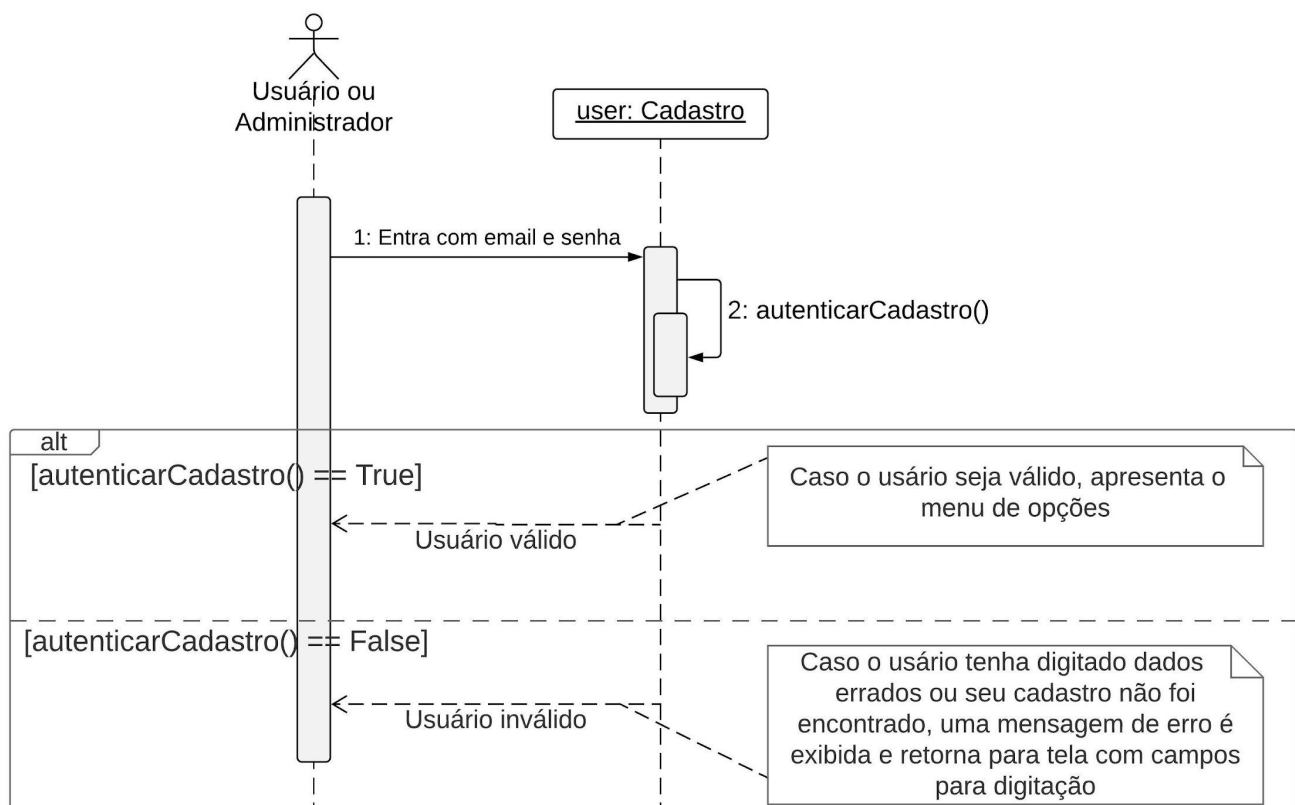 Usuário ou
Administrador
user: Cadastro
1: Entra com email e senha
2: autenticarCadastro()
alt
[autenticarCadastro() == True]
Caso o usário seja válido, apresenta o
menu de opções
Usuário válido
[autenticarCadastro() == False]
Caso o usário tenha digitado dados
errados ou seu cadastro não foi
encontrado, uma mensagem de erro é
exibida e retorna para tela com campos
para digitação
Usuário inválido